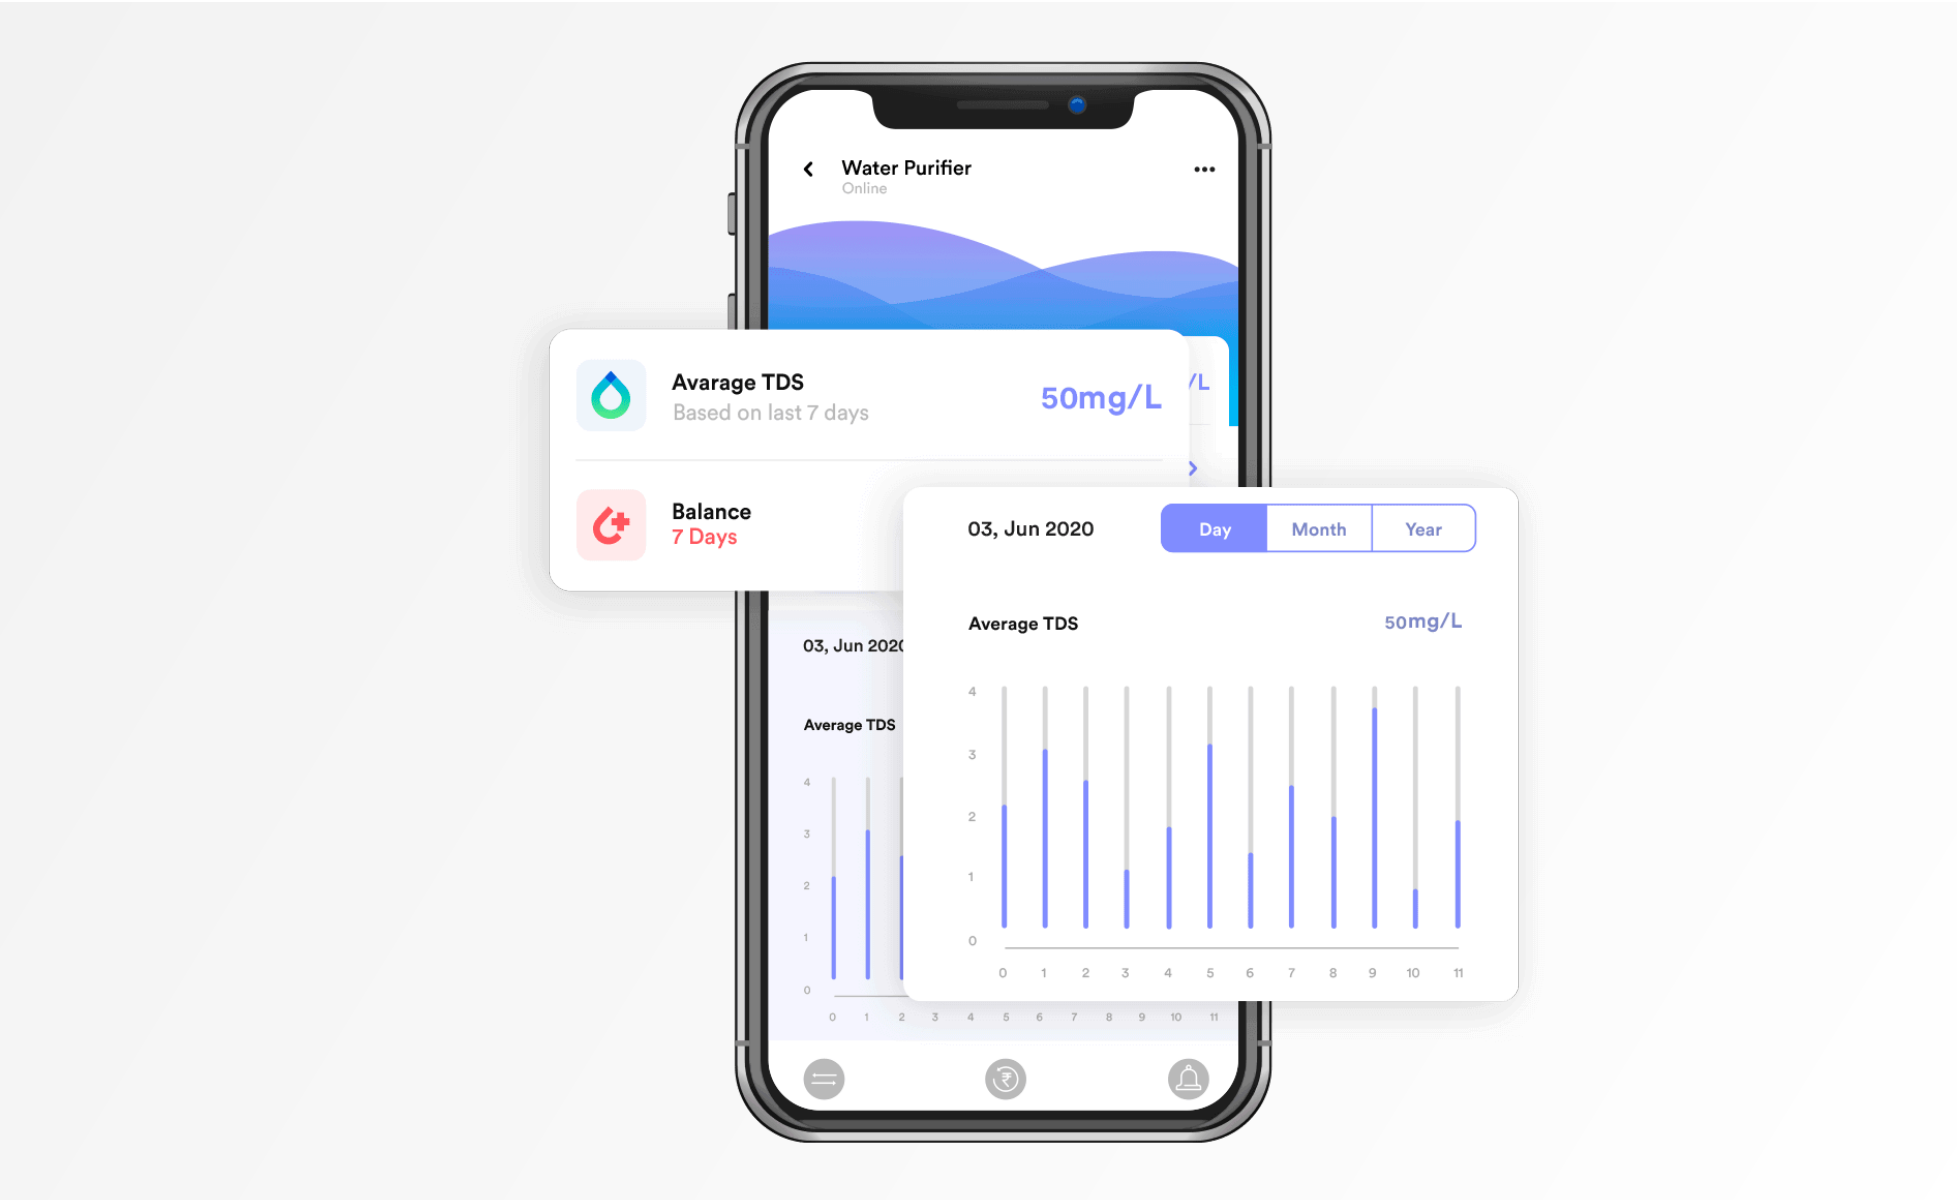 Water Purifier
Online
Avarage TDS
50mg/L
Based on last 7 days
/L
Balance
7 Days
03, Jun 2020
Day
Month
Year
Average TDS
50mg/L
4
3
2
1
0
0 1 2 3 4 5 6 7 8 9 10 11
03, Jun 2020
Average TDS
4
3
2
1
0
0 1 2 3 4 5 6 7 8 9 10 11
₹